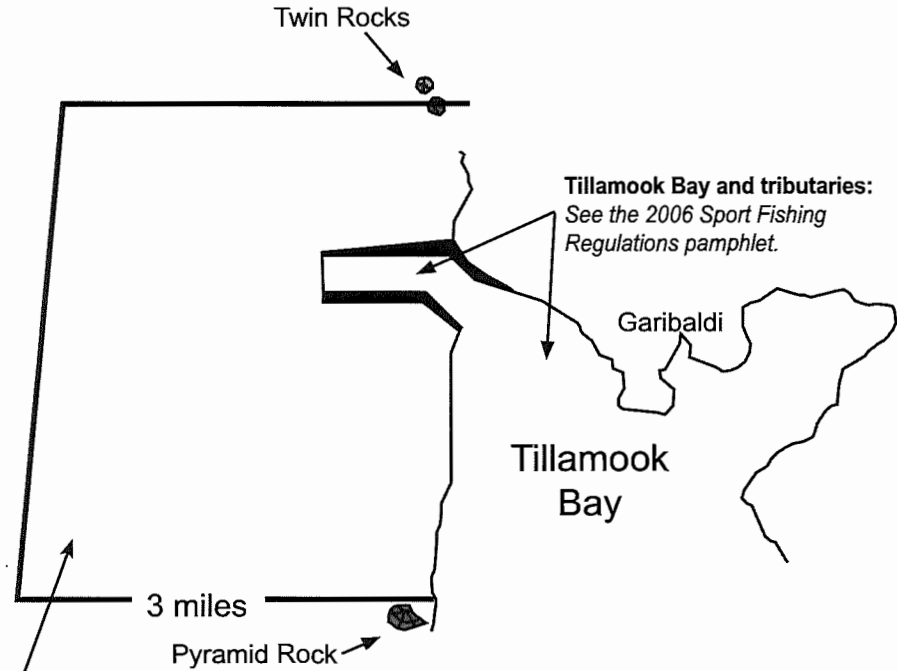 Twin Rocks
Tillamook Bay and tributaries:
See the 2006 Sport Fishing
Regulations pamphlet.
Garibaldi
Tillamook
Bay
3 miles
Pyramid Rock